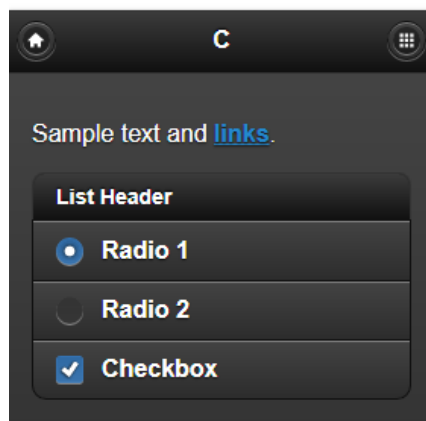 C
Sample text and links.
List Header
Radio 1
Radio 2
Checkbox